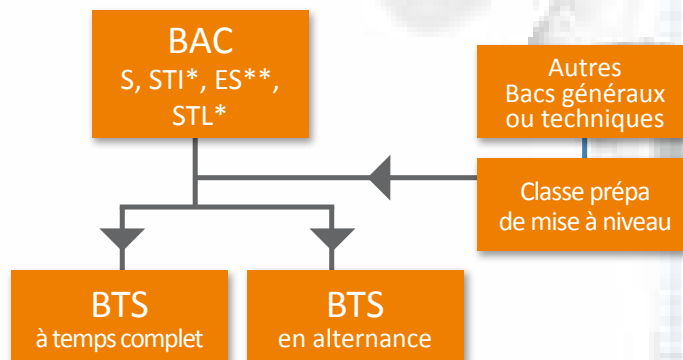 BAC
S, STI*, ES**,
STL*
Autres
Bacs généraux
ou techniques
Classe prépa
de mise à niveau
BTS
à temps complet
BTS
en alternance